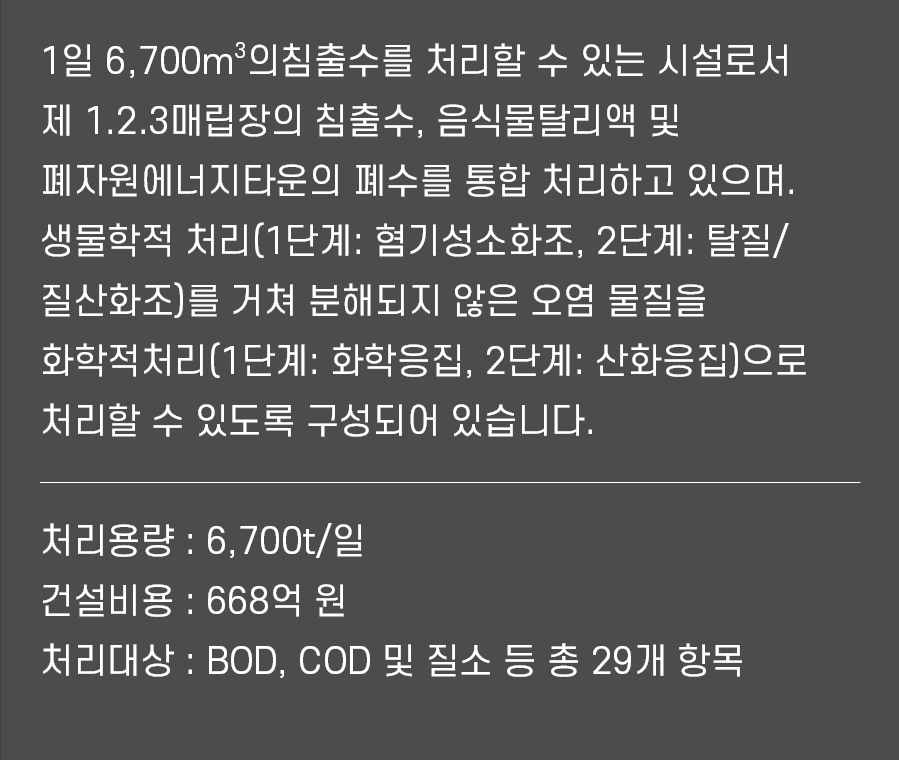 1일 6,700m³의침출수를 처리할 수 있는 시설로서
제 1.2.3매립장의 침출수, 음식물탈리액 및
폐자원에너지타운의 폐수를 통합 처리하고 있으며.
생물학적 처리(1단계: 혐기성소화조, 2단계: 탈질/
질산화조)를 거쳐 분해되지 않은 오염 물질을
화학적처리(1단계: 화학응집, 2단계: 산화응집)으로
처리할 수 있도록 구성되어 있습니다.
처리용량 : 6,700t/일
건설비용 : 668억 원
처리대상 : BOD, COD 및 질소 등 총 29개 항목